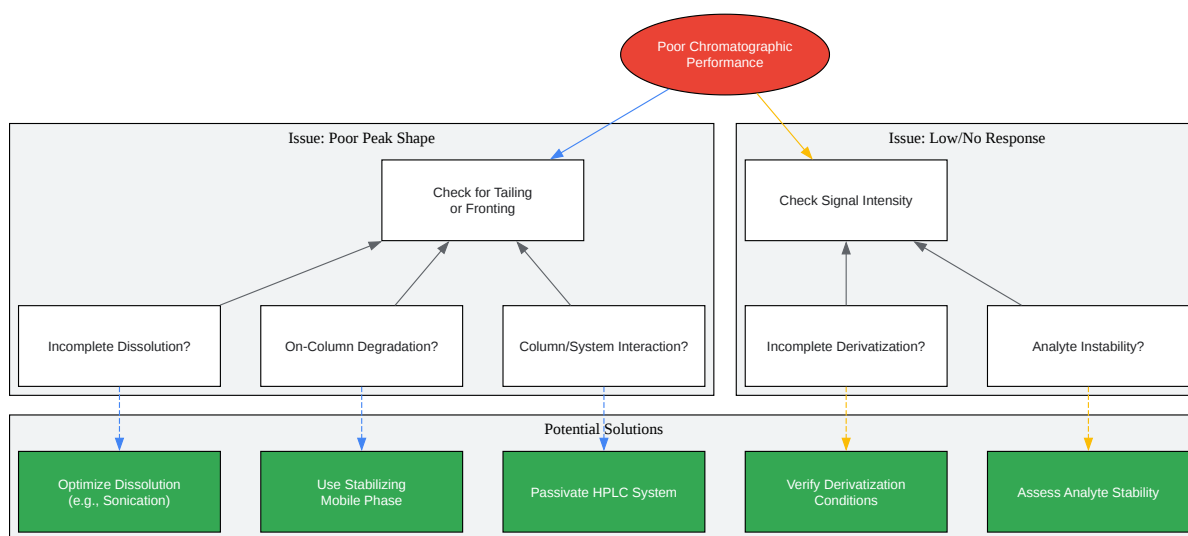 Poor Chromatographic
Performance
Issue: Poor Peak Shape
Issue: Low/No Response
Check for Tailing
or Fronting
Check Signal Intensity
Incomplete Dissolution?
On-Column Degradation?
Column/System Interaction?
Incomplete Derivatization?
Analyte Instability?
Potential Solutions
Optimize Dissolution
(e.g., Sonication)
Use Stabilizing
Mobile Phase
Passivate HPLC System
Verify Derivatization
Conditions
Assess Analyte Stability